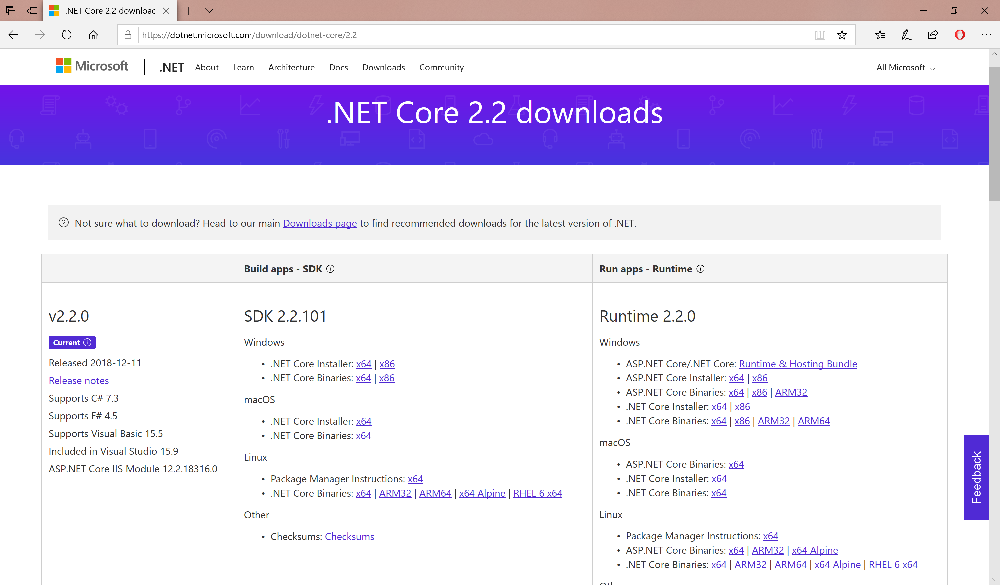 .NET Core 2.2 downloac
https://dotnet.microsoft.com/download/dotnet-core/2.2
Microsoft | .NET About Learn Architecture Docs Downloads Community All Microsoft
.NET Core 2.2 downloads
Not sure what to download? Head to our main Downloads page to find recommended downloads for the latest version of .NET.
Build apps - SDK
Run apps - Runtime
v2.2.0
Current
Released 2018-12-11
Release notes
Supports C# 7.3
Supports F# 4.5
Supports Visual Basic 15.5
Included in Visual Studio 15.9
ASP.NET Core IIS Module 12.2.18316.0
SDK 2.2.101
Windows
• .NET Core Installer: x64 | x86
• .NET Core Binaries: x64 | x86
macOS
• .NET Core Installer: x64
• .NET Core Binaries: x64
Linux
• Package Manager Instructions: x64
• .NET Core Binaries: x64 | ARM32 | ARM64 | x64 Alpine | RHEL 6 x64
Other
• Checksums: Checksums
Runtime 2.2.0
Windows
• ASP.NET Core/.NET Core: Runtime & Hosting Bundle
• ASP.NET Core Installer: x64 | x86
• ASP.NET Core Binaries: x64 | x86 | ARM32
• .NET Core Installer: x64 | x86
• .NET Core Binaries: x64 | x86 | ARM32 | ARM64
macOS
• ASP.NET Core Binaries: x64
• .NET Core Installer: x64
• .NET Core Binaries: x64
Linux
• Package Manager Instructions: x64
• ASP.NET Core Binaries: x64 | ARM32 | x64 Alpine
• .NET Core Binaries: x64 | ARM32 | ARM64 | x64 Alpine | RHEL 6 x64
Other
Feedback